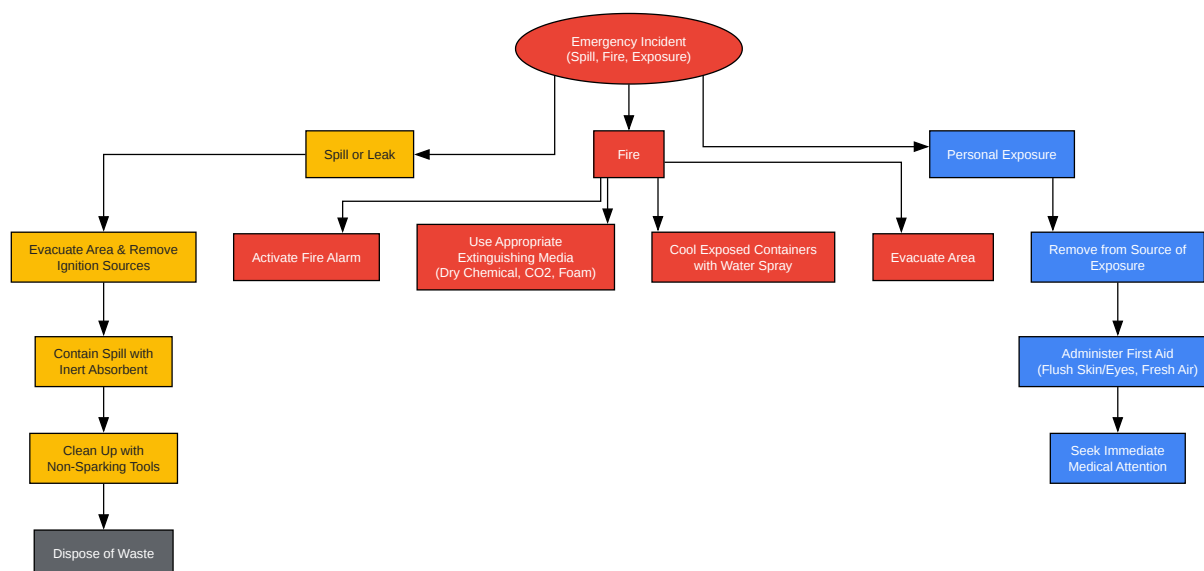 Emergency Incident
(Spill, Fire, Exposure)
Spill or Leak
Fire
Personal Exposure
Evacuate Area & Remove
Ignition Sources
Activate Fire Alarm
Use Appropriate
Extinguishing Media
(Dry Chemical, CO2, Foam)
Cool Exposed Containers
with Water Spray
Evacuate Area
Remove from Source of
Exposure
Contain Spill with
Inert Absorbent
Administer First Aid
(Flush Skin/Eyes, Fresh Air)
Clean Up with
Non-Sparking Tools
Seek Immediate
Medical Attention
Dispose of Waste